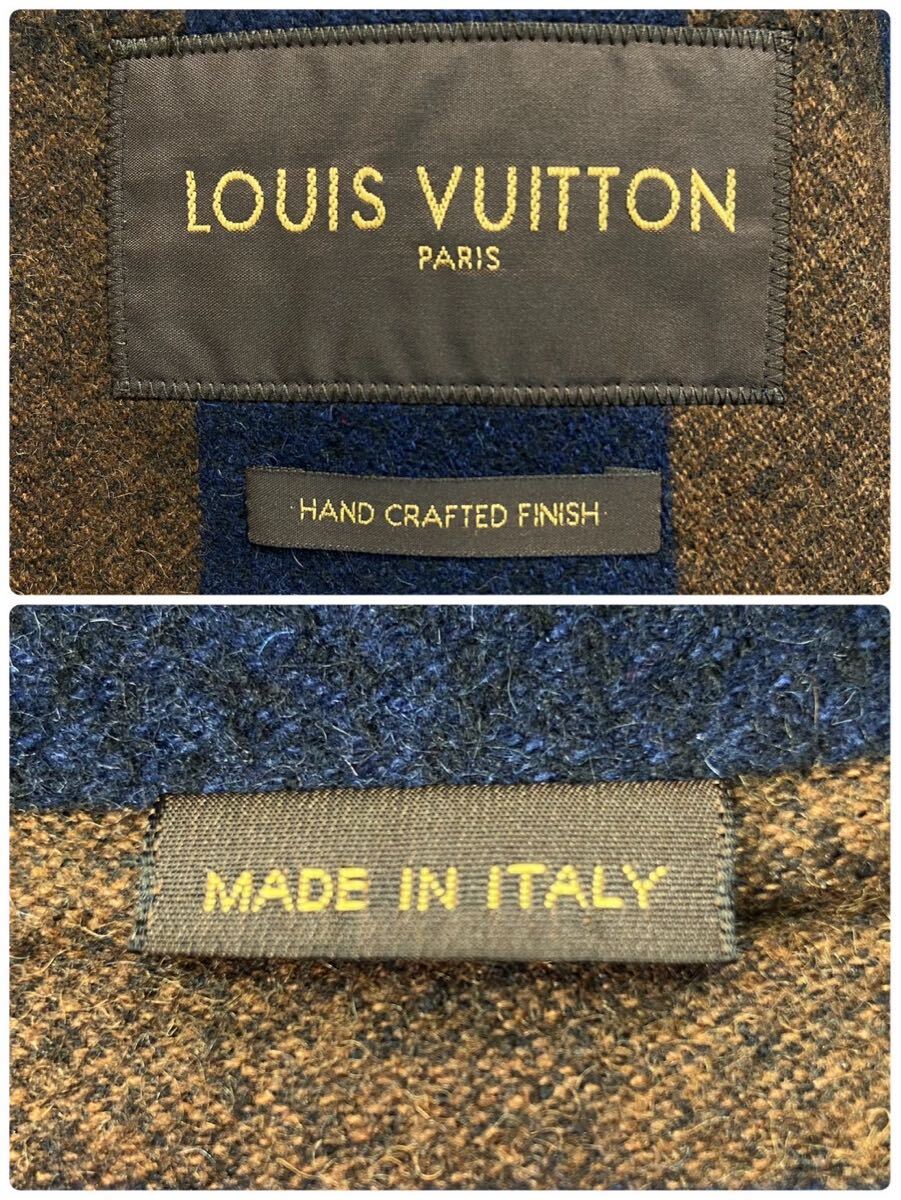 LOUIS VUITTON
PARIS
HAND CRAFTED FINISH
MADE IN ITALY